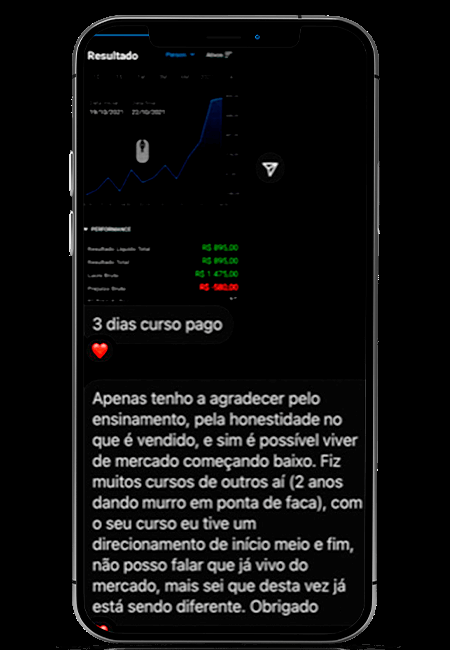 Resultado
Ativos
19/10/2021 22/10/2021
PERFORMANCE
Resultado Líquido Total R$ 895,00
Resultado Total R$ 895,00
Lucro Bruto R$ 1.475,00
Prejuízo Bruto R$ -580,00
3 dias curso pago
Apenas tenho a agradecer pelo
ensinamento, pela honestidade no
que é vendido, e sim é possível viver
de mercado começando baixo. Fiz
muitos cursos de outros aí (2 anos
dando murro em ponta de faca), com
o seu curso eu tive um
direcionamento de início meio e fim,
não posso falar que já vivo do
mercado, mais sei que desta vez já
está sendo diferente. Obrigado